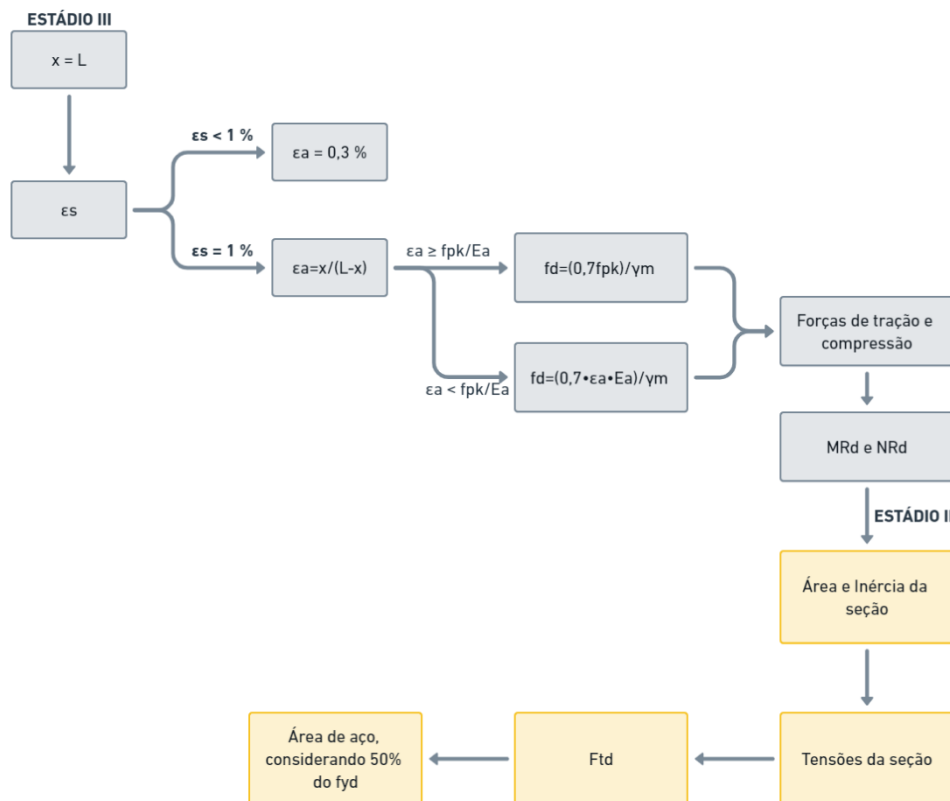 ESTÁDIO III
x = L
εs < 1 %
εa = 0,3 %
εs
εs = 1 %
εa=x/(L-x)
εa ≥ fpk/Ea
fd=(0,7fpk)/γm
Forças de tração e
compressão
εa < fpk/Ea
fd=(0,7•εa•Ea)/γm
MRd e NRd
ESTÁDIO II
Área e Inércia da
seção
Tensões da seção
Ftd
Área de aço,
considerando 50%
do fyd